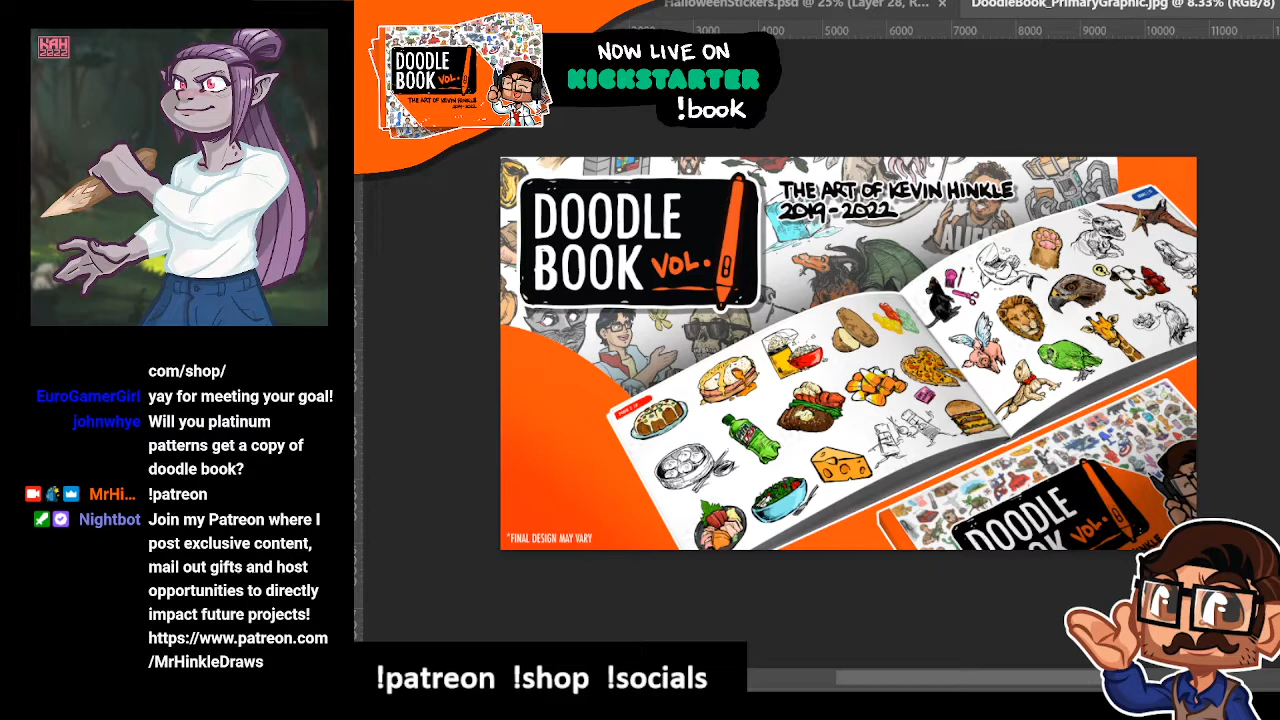 HalloweenStickers.psd @ 25% (Layer 28, R... ×
DoodleBook_PrimaryGraphic.jpg @ 8.33% (RGB/8)
4000 5000 6000 7000 8000 9000 10000 11000
KAH
2022
DOODLE
BOOK VOL.
THE ART OF KEVIN HINKLE
2019-2022
NOW LIVE ON
KICKSTARTER
!book
DOODLE
BOOK VOL.
THE ART OF KEVIN HINKLE
2019-2022
ALIEN
DOODLE
BOOK VOL.
*FINAL DESIGN MAY VARY
com/shop/
EuroGamerGirl yay for meeting your goal!
johnwhye Will you platinum
patterns get a copy of
doodle book?
MrHi... !patreon
Nightbot Join my Patreon where I
post exclusive content,
mail out gifts and host
opportunities to directly
impact future projects!
https://www.patreon.com
/MrHinkleDraws
!patreon !shop !socials